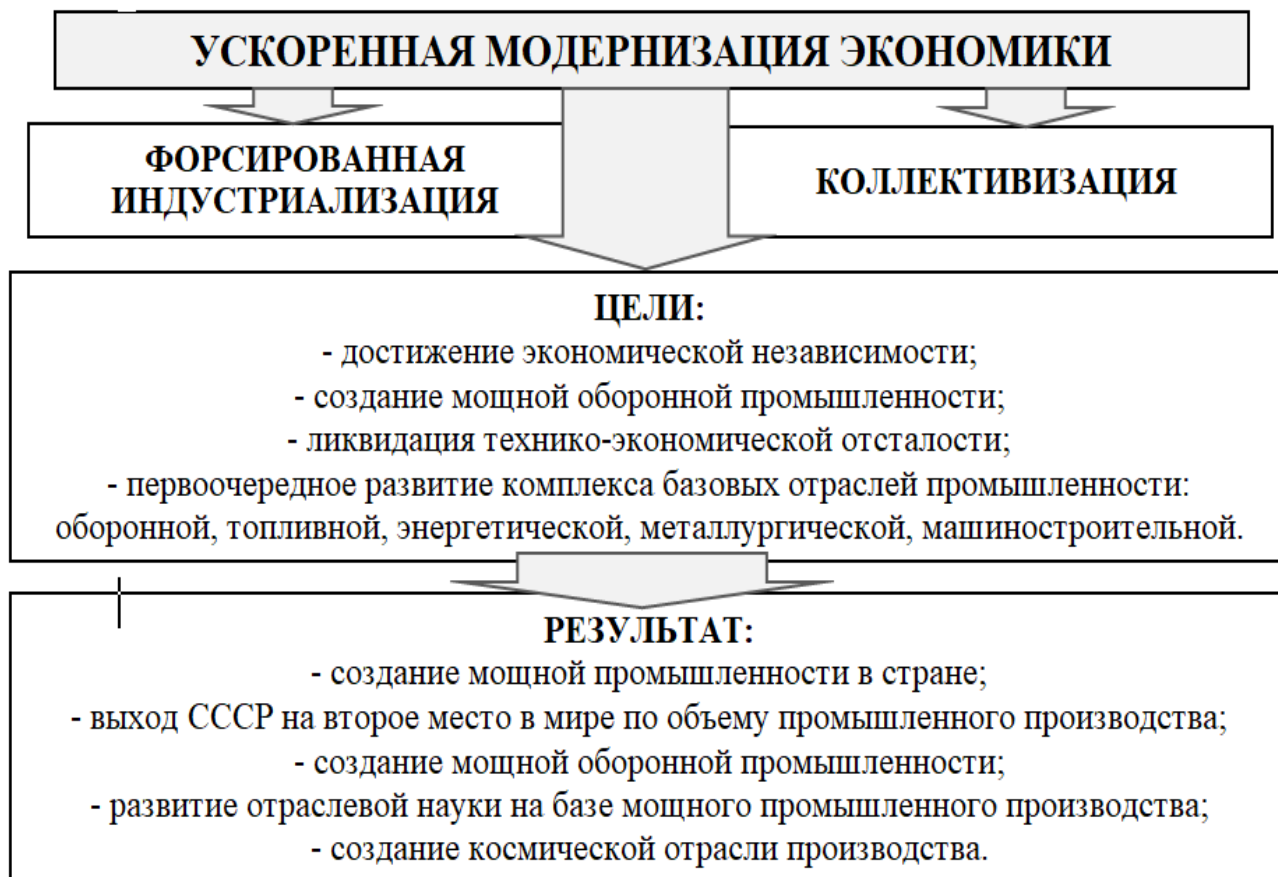 УСКОРЕННАЯ МОДЕРНИЗАЦИЯ ЭКОНОМИКИ
ФОРСИРОВАННАЯ
ИНДУСТРИАЛИЗАЦИЯ
КОЛЛЕКТИВИЗАЦИЯ
ЦЕЛИ:
- достижение экономической независимости;
- создание мощной оборонной промышленности;
- ликвидация технико-экономической отсталости;
- первоочередное развитие комплекса базовых отраслей промышленности:
оборонной, топливной, энергетической, металлургической, машиностроительной.
РЕЗУЛЬТАТ:
- создание мощной промышленности в стране;
- выход СССР на второе место в мире по объему промышленного производства;
- создание мощной оборонной промышленности;
- развитие отраслевой науки на базе мощного промышленного производства;
- создание космической отрасли производства.